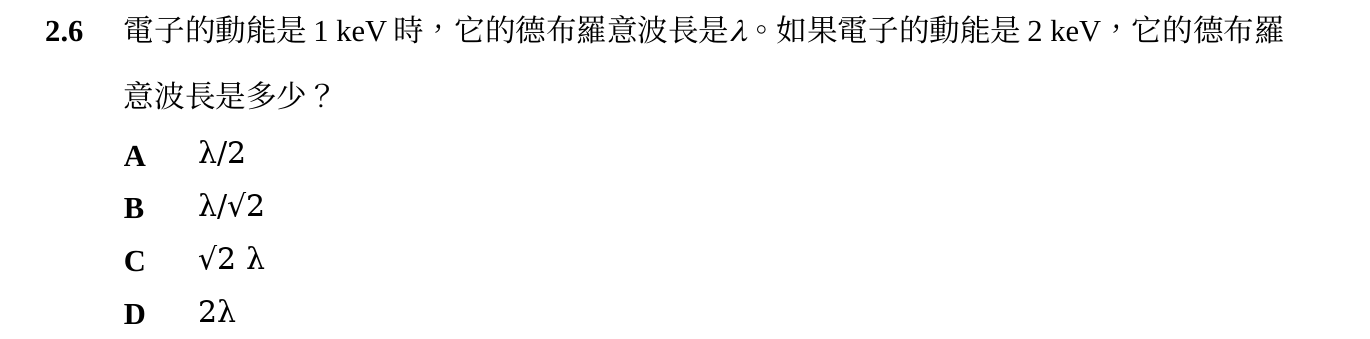 2.6 電子的動能是 1 keV 時，它的德布羅意波長是λ。如果電子的動能是 2 keV，它的德布羅
意波長是多少？
A λ/2
B λ/√2
C √2 λ
D 2λ